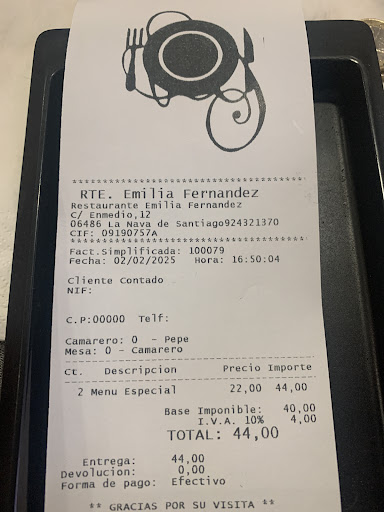 ****************************************
RTE. Emilia Fernandez
Restaurante Emilia Fernandez
C/ Enmedio,12
06486 La Nava de Santiago924321370
CIF: 09190757A
****************************************
Fact.Simplificada: 100079
Fecha: 02/02/2025 Hora: 16:50:04
Cliente Contado
NIF:
C.P:00000 Telf:
Camarero: 0 - Pepe
Mesa: 0 - Camarero
Ct. Descripcion Precio Importe
2 Menu Especial 22,00 44,00
Base Imponible: 40,00
I.V.A. 10% 4,00
TOTAL: 44,00
Entrega: 44,00
Devolucion: 0,00
Forma de pago: Efectivo
** GRACIAS POR SU VISITA **